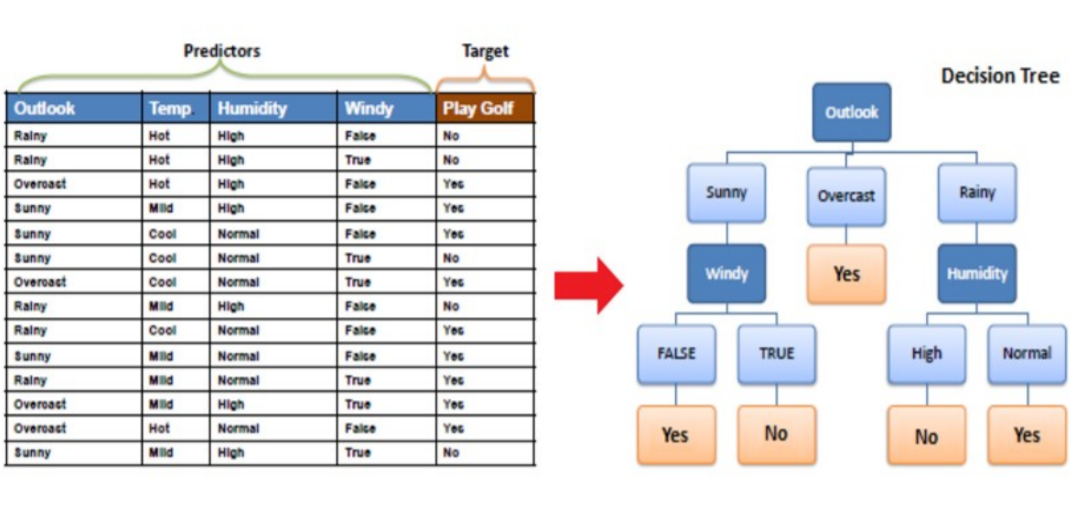 Predictors Target
Outlook Temp Humidity Windy Play Golf
Rainy Hot High False No
Rainy Hot High True No
Overcast Hot High False Yes
Sunny Mild High False Yes
Sunny Cool Normal False Yes
Sunny Cool Normal True No
Overcast Cool Normal True Yes
Rainy Mild High False No
Rainy Cool Normal False Yes
Sunny Mild Normal False Yes
Rainy Mild Normal True Yes
Overcast Mild High True Yes
Overcast Hot Normal False Yes
Sunny Mild High True No
Decision Tree
Outlook
Sunny Overcast Rainy
Windy Yes Humidity
FALSE TRUE High Normal
Yes No No Yes